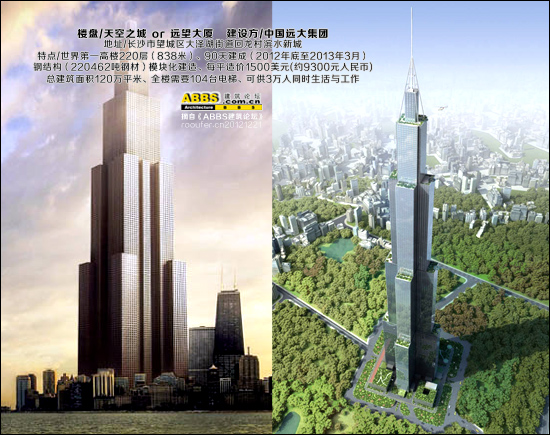 楼盘/天空之城 or 远望大厦　建设方/中国远大集团
地址/长沙市望城区大泽湖街道回龙村滨水新城
特点/世界第一高楼220层（838米）、90天建成（2012年底至2013年3月）
钢结构（220462吨钢材）模块化建造、每平造价1500美元(约9300元人民币)
总建筑面积120万平米、全楼需要104台电梯、可供3万人同时生活与工作
ABBS 建筑论坛
.com.cn
Architecture BBS
摘自《ABBS建筑论坛》
rooufer.cn20121221